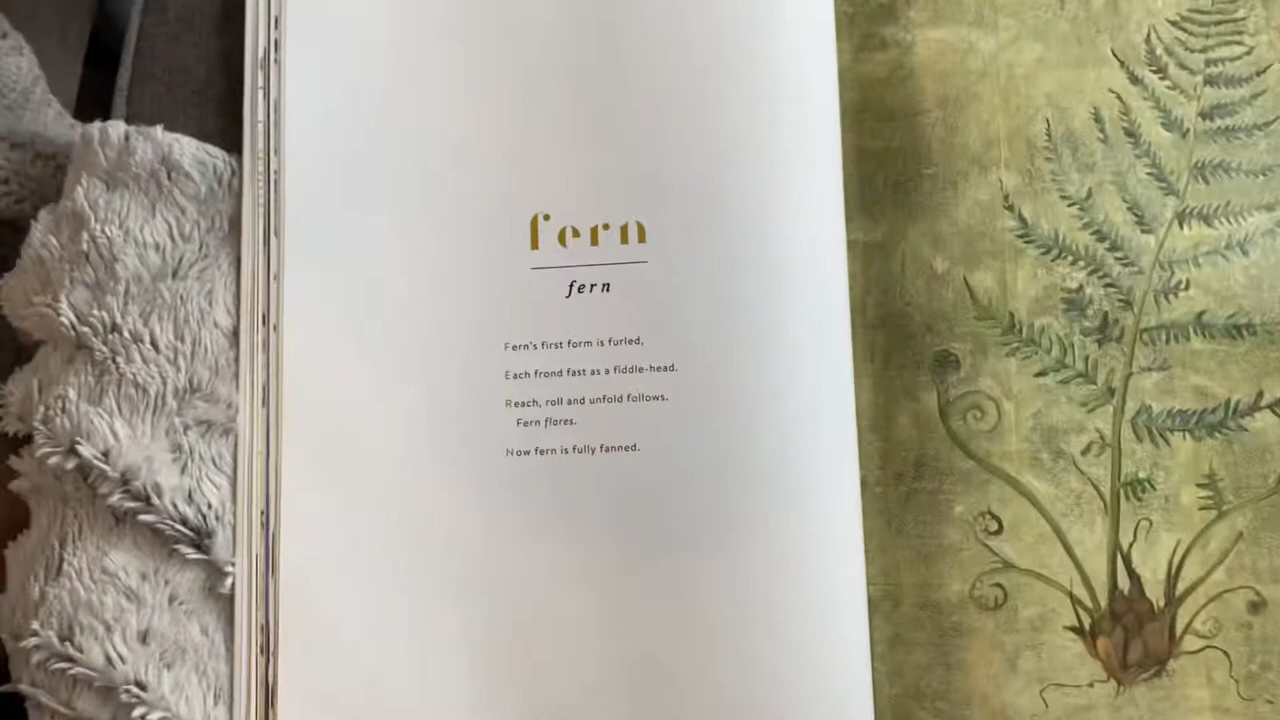 fern
fern
Fern's first form is furled,
Each frond fast as a fiddle-head.
Reach, roll and unfold follows.
Fern flares.
Now fern is fully fanned.